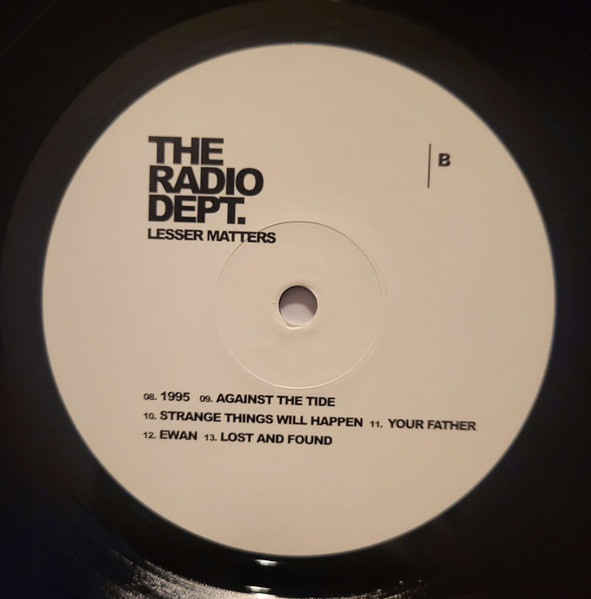 THE
RADIO
DEPT.
LESSER MATTERS
B
08. 1995 09. AGAINST THE TIDE
10. STRANGE THINGS WILL HAPPEN 11. YOUR FATHER
12. EWAN 13. LOST AND FOUND